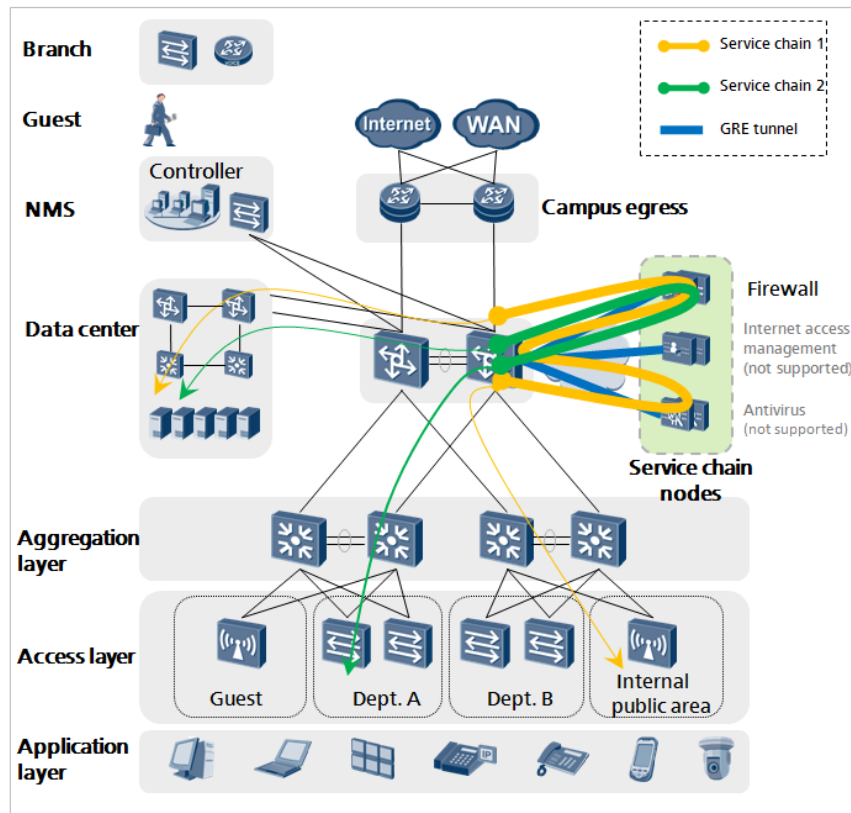 Branch
Service chain 1
Service chain 2
GRE tunnel
Guest
Internet
WAN
Controller
NMS
Campus egress
Data center
Firewall
Internet access
management
(not supported)
Antivirus
(not supported)
Service chain
nodes
Aggregation
layer
Access layer
Guest
Dept. A
Dept. B
Internal
public area
Application
layer
IP